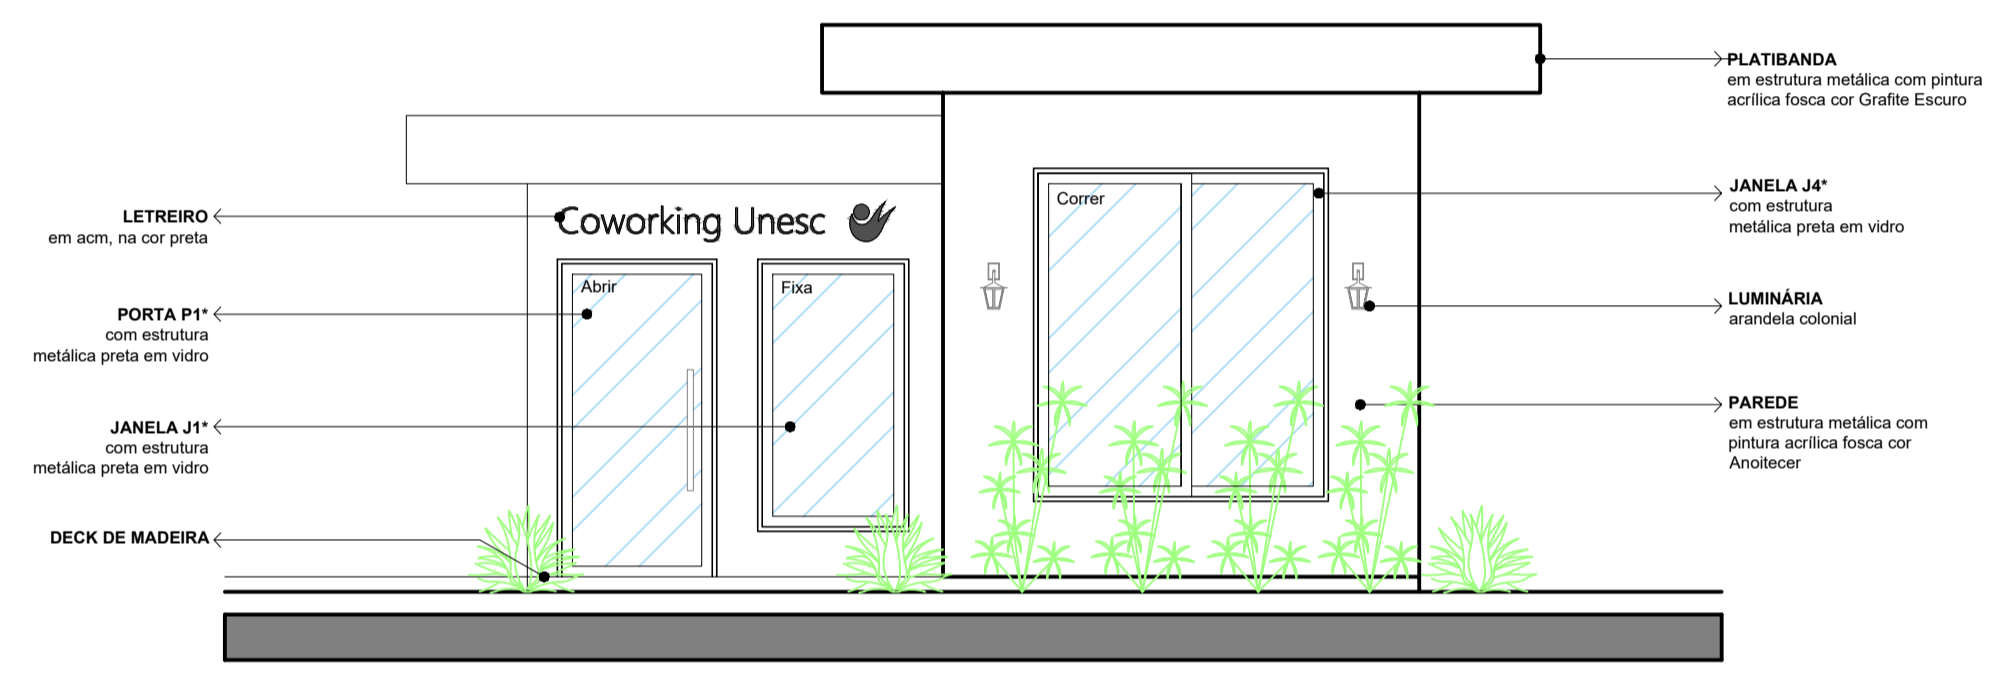 PLATIBANDA
em estrutura metálica com pintura
acrílica fosca cor Grafite Escuro
LETREIRO
em acm, na cor preta
Coworking Unesc
Correr
JANELA J4*
com estrutura
metálica preta em vidro
Abrir
Fixa
PORTA P1*
com estrutura
metálica preta em vidro
LUMINÁRIA
arandela colonial
JANELA J1*
com estrutura
metálica preta em vidro
PAREDE
em estrutura metálica com
pintura acrílica fosca cor
Anoitecer
DECK DE MADEIRA